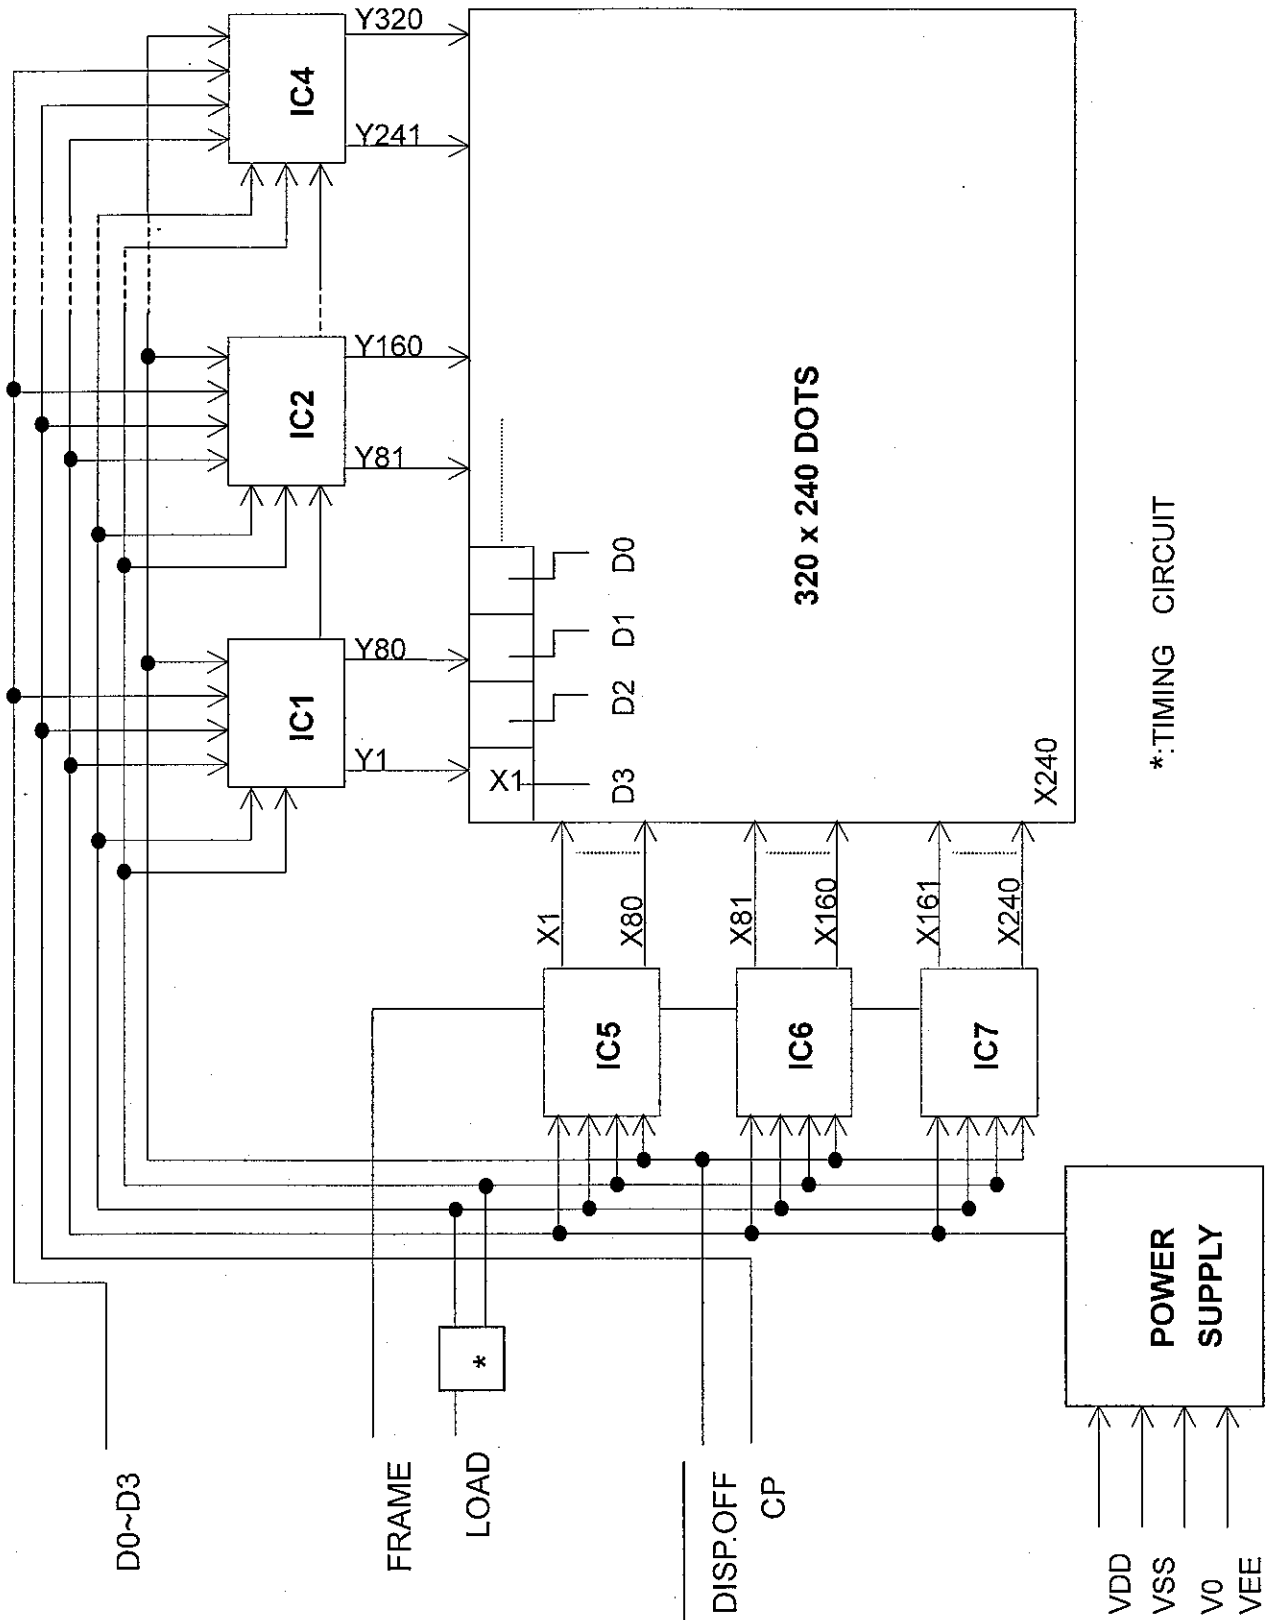 Y320
IC4
Y241
Y160
IC2
Y81
Y80
IC1
Y1
D0
D1
D2
X1
D3
320 x 240 DOTS
X240
*:TIMING CIRCUIT
X1
X80
X81
X160
X161
X240
IC5
IC6
IC7
*
POWER
SUPPLY
D0~D3
FRAME
LOAD
DISP.OFF
CP
VDD
VSS
V0
VEE